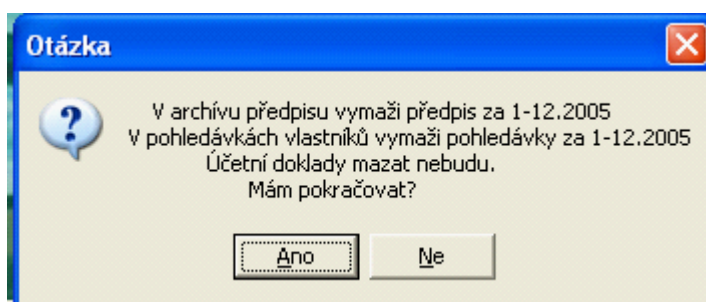 Otázka
V archívu předpisu vymaži předpis za 1-12.2005
V pohledávkách vlastníků vymaži pohledávky za 1-12.2005
Účetní doklady mazat nebudu.
Mám pokračovat?
Ano
Ne